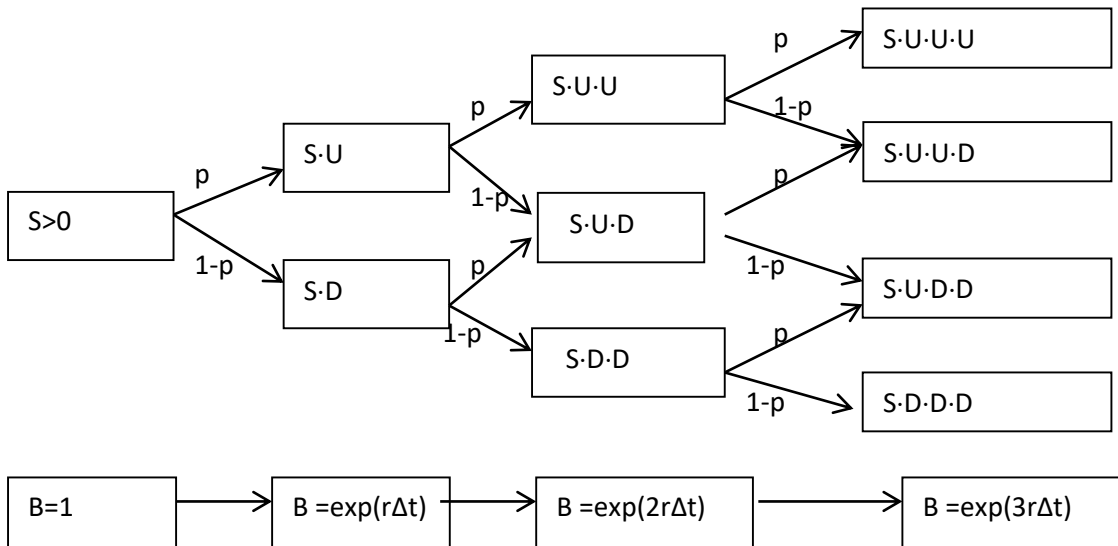 S·U·U·U
p
S·U·U
1-p
p
S·U
S·U·U·D
p
p
1-p
S>0
S·U·D
1-p
p
1-p
S·D
S·U·D·D
1-p
p
S·D·D
1-p
S·D·D·D
B=1
B =exp(rΔt)
B =exp(2rΔt)
B =exp(3rΔt)